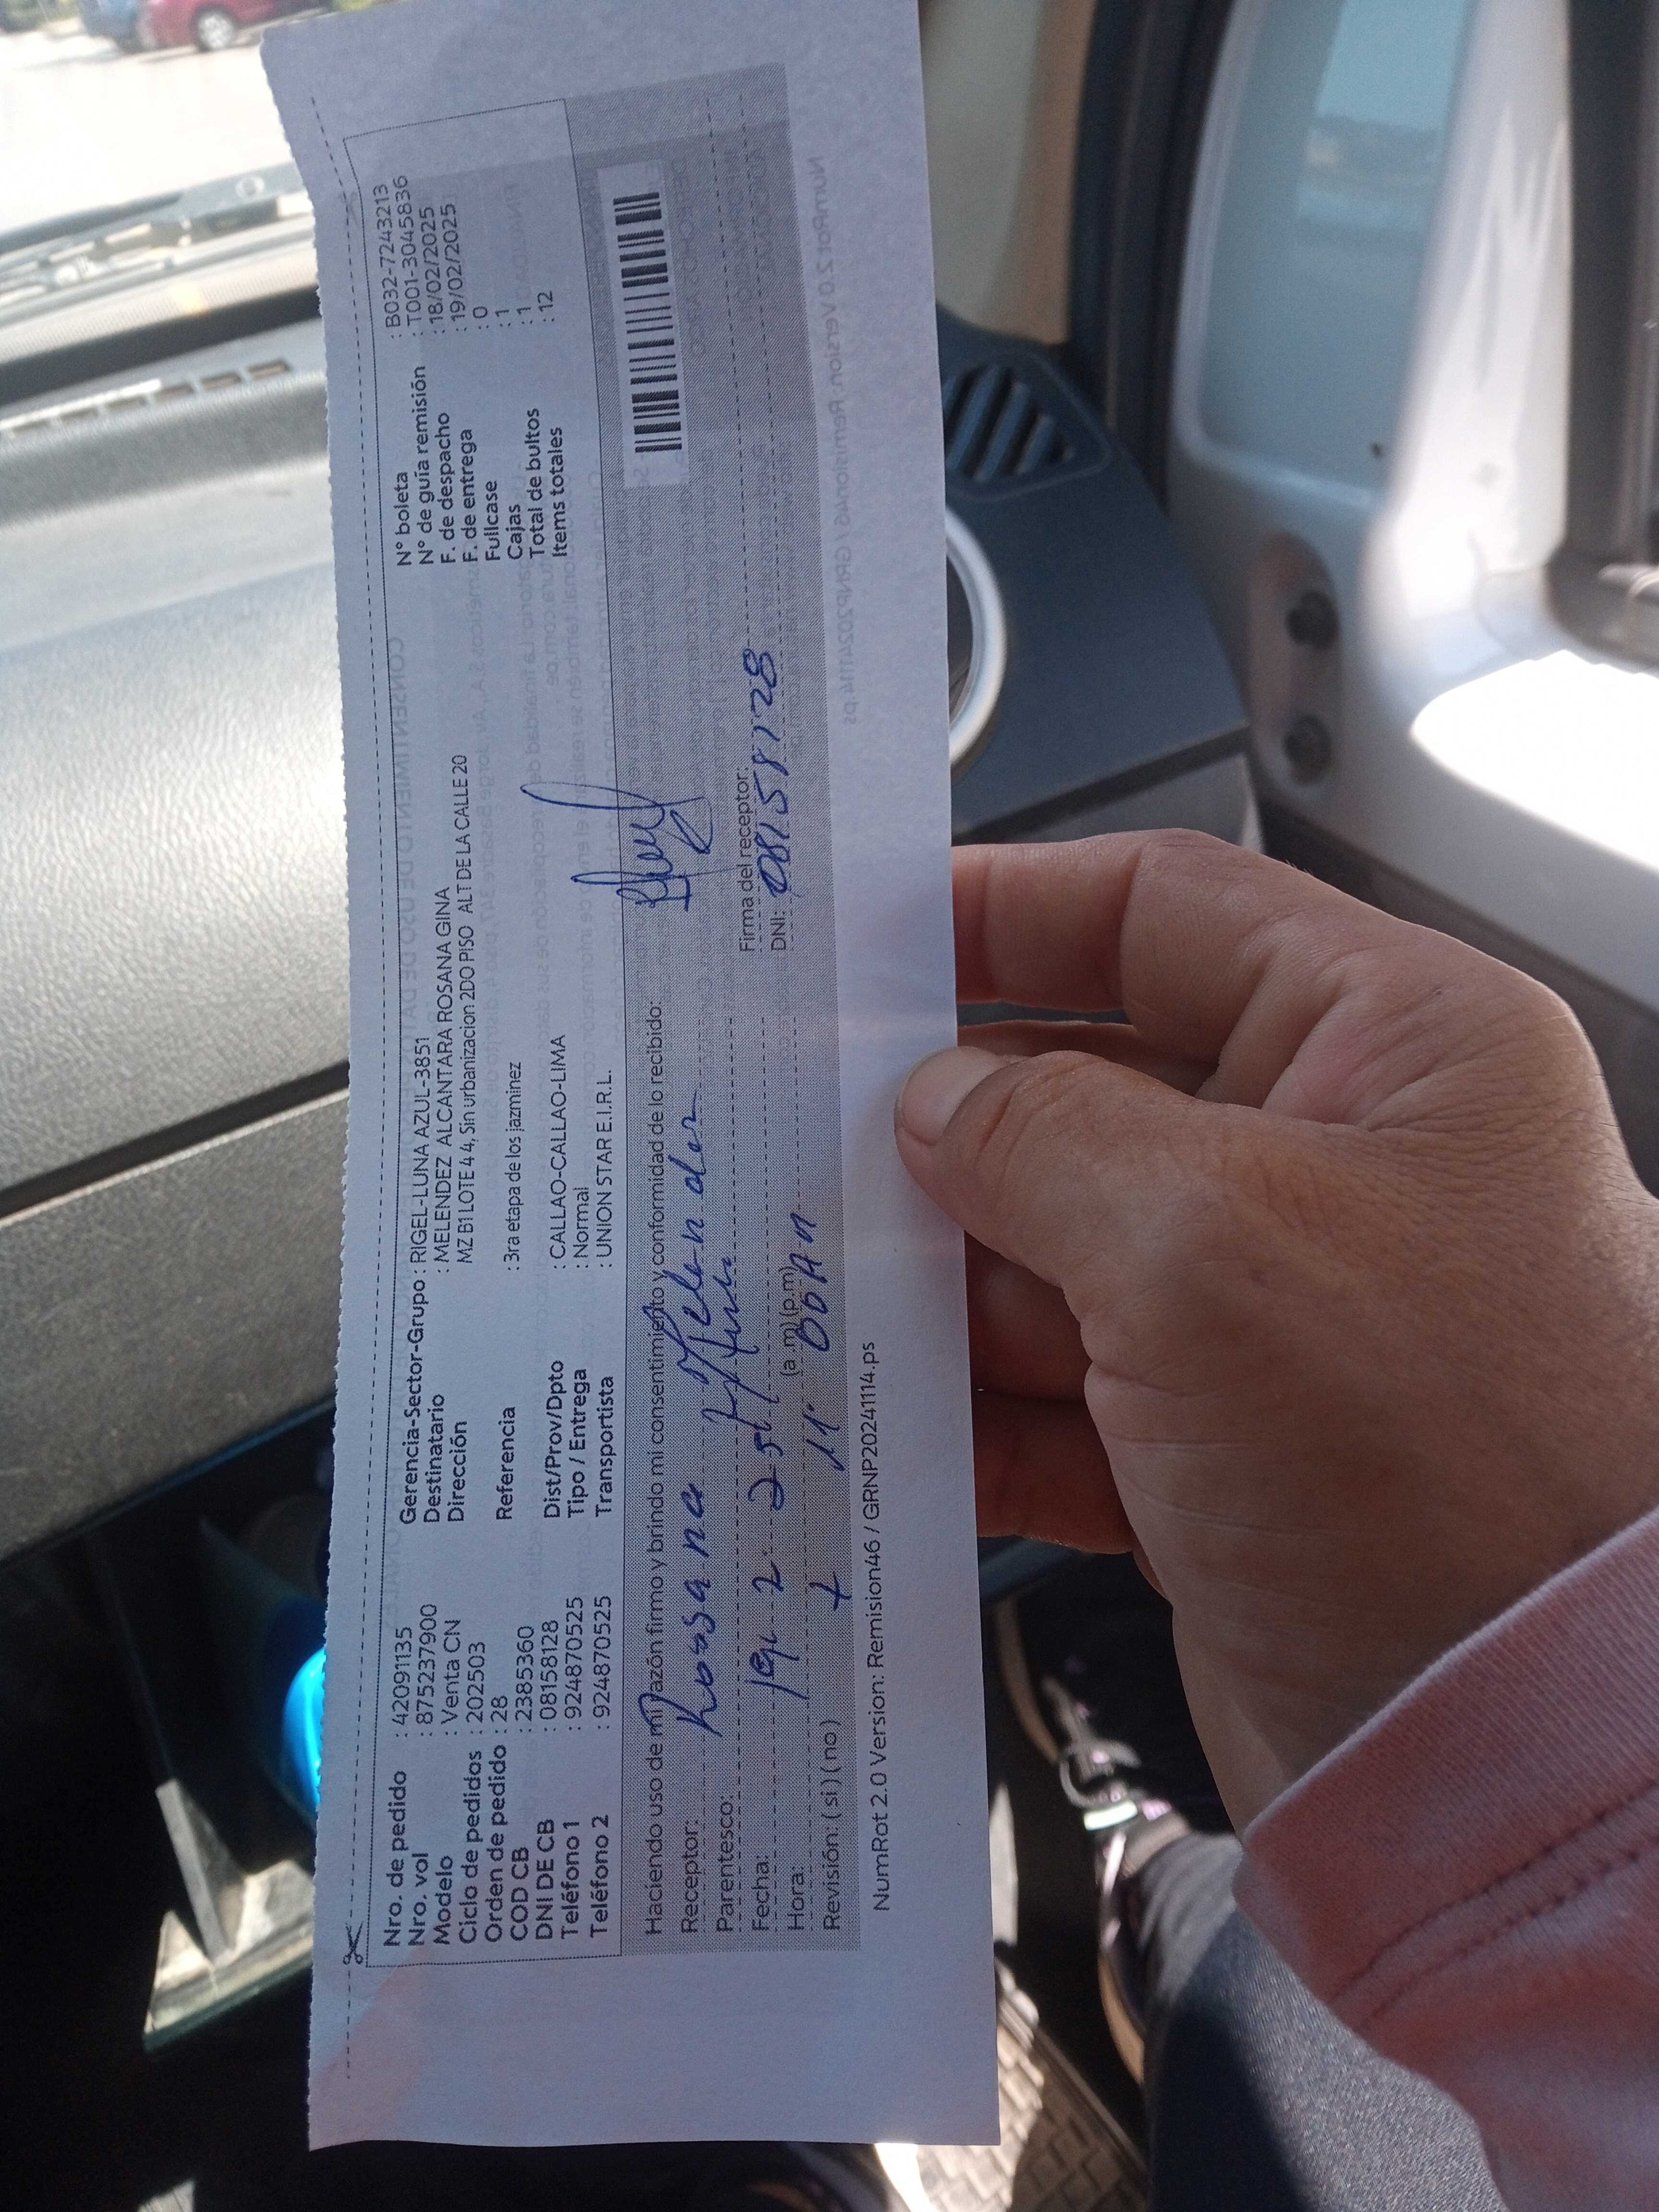 Nro. de pedido : 42091135
Nro. vol : 875237900
Modelo : Venta CN
Ciclo de pedidos : 202503
Orden de pedido : 28
COD CB : 2385360
DNI DE CB : 08158128
Teléfono 1 : 924870525
Teléfono 2 : 924870525
Gerencia-Sector-Grupo : RIGEL-LUNA AZUL-3851
Destinatario : MELENDEZ ALCANTARA ROSANA GINA
Dirección MZ B1 LOTE 4 4, Sin urbanizacion 2DO PISO ALT DE LA CALLE 20
Referencia : 3ra etapa de los jazminez
Dist/Prov/Dpto : CALLAO-CALLAO-LIMA
Tipo / Entrega : Normal
Transportista : UNION STAR E.I.R.L.
N° boleta : B032-7243213
N° de guía remisión : T001-3045836
F. de despacho : 18/02/2025
F. de entrega : 19/02/2025
Fullcase : 0
Cajas : 1
Total de bultos : 1
Items totales : 12
Haciendo uso de mi razón firmo y brindo mi consentimiento y conformidad de lo recibido:
Receptor: Rosana Melendez
Parentesco:
Firma del receptor:
Fecha: 19 2 25
DNI: 08158128
Hora: 11 (a.m) (p.m)
Revisión: ( si ) ( no )
NumRot 2.0 Version: Remision46 / GRNP20241114.ps